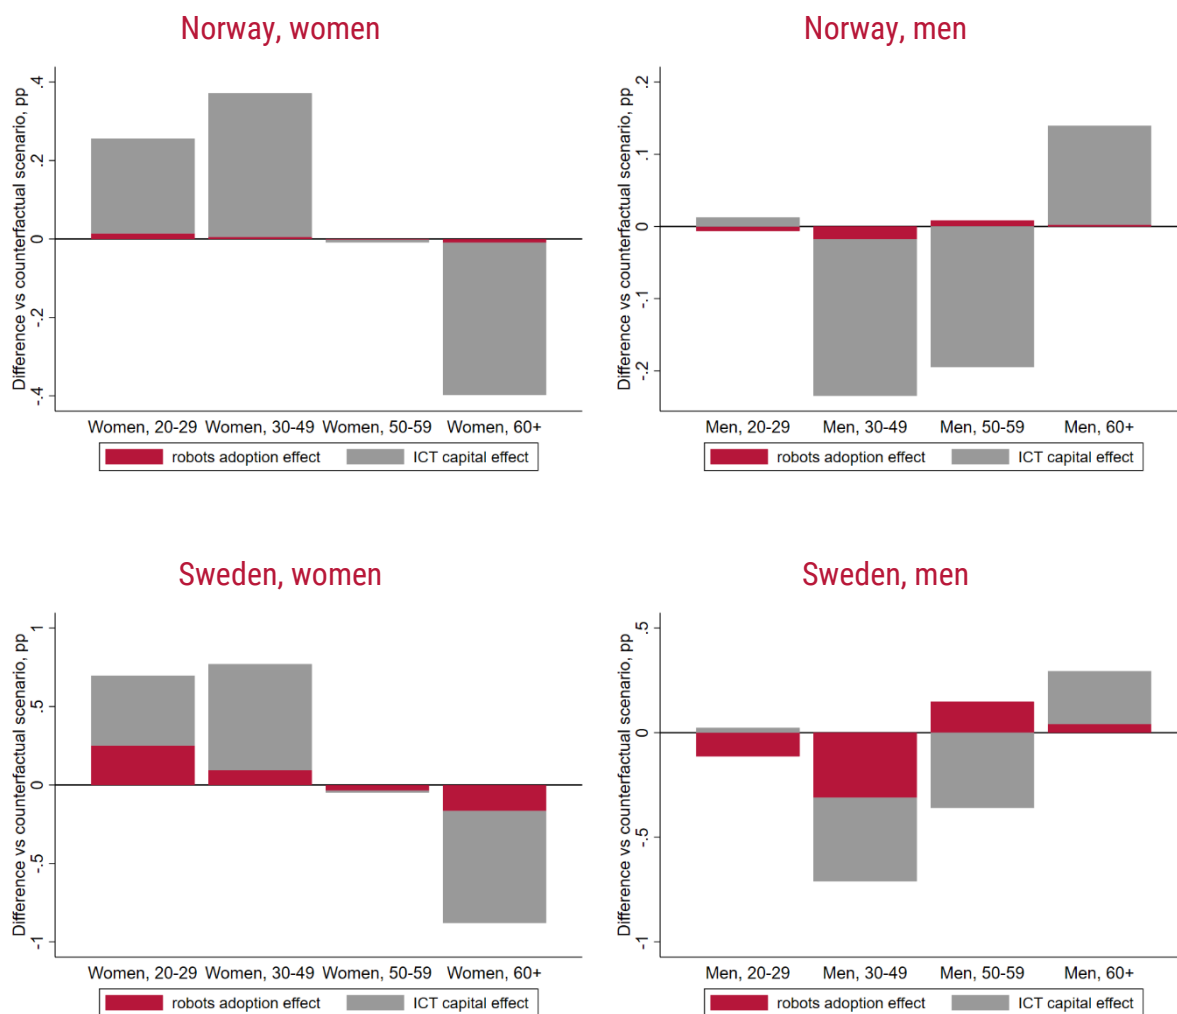 Norway, women
Difference vs counterfactual scenario, pp
.4
.2
0
-.2
-.4
Women, 20-29 Women, 30-49 Women, 50-59 Women, 60+
robots adoption effect ICT capital effect
Norway, men
Difference vs counterfactual scenario, pp
.2
.1
0
-.1
-.2
Men, 20-29 Men, 30-49 Men, 50-59 Men, 60+
robots adoption effect ICT capital effect
Sweden, women
Difference vs counterfactual scenario, pp
1
.5
0
-.5
-1
Women, 20-29 Women, 30-49 Women, 50-59 Women, 60+
robots adoption effect ICT capital effect
Sweden, men
Difference vs counterfactual scenario, pp
.5
0
-.5
-1
Men, 20-29 Men, 30-49 Men, 50-59 Men, 60+
robots adoption effect ICT capital effect